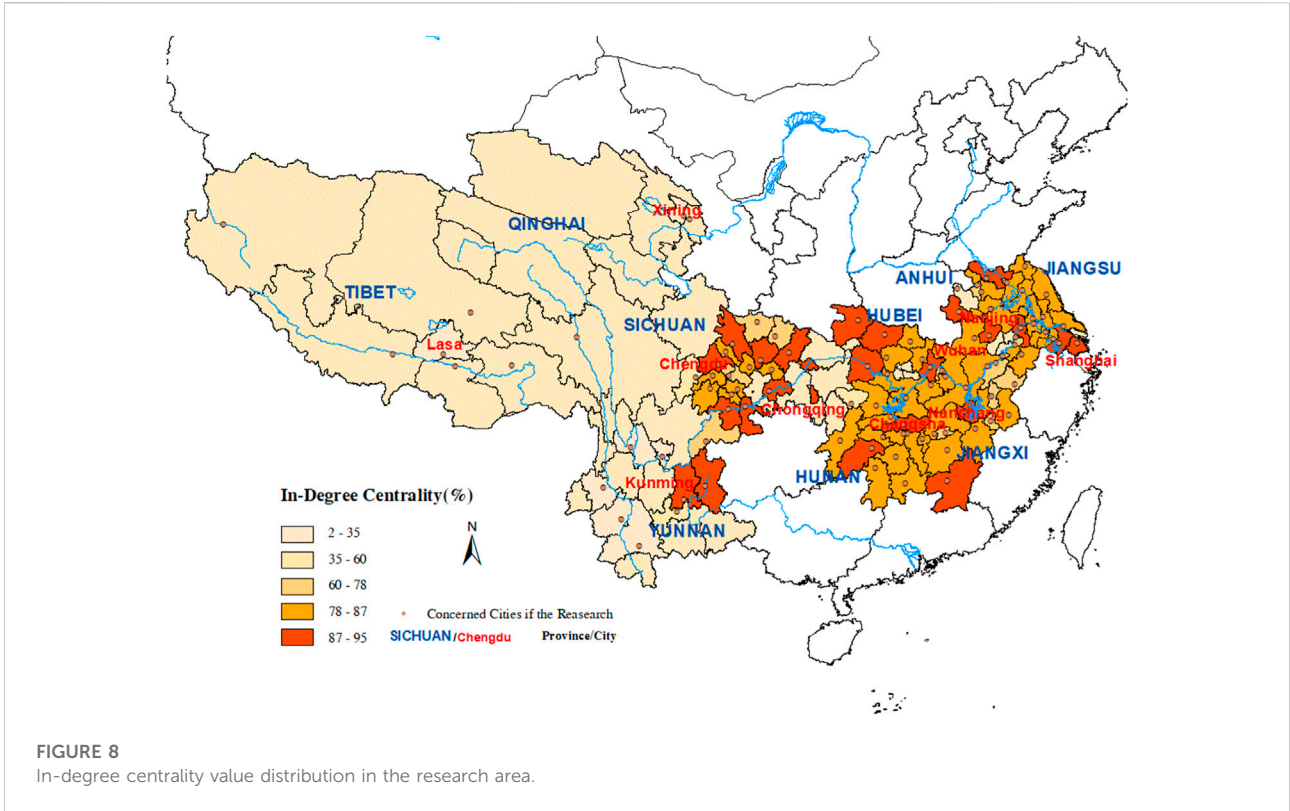 QINGHAI
Xining
TIBET
Lasa
SICHUAN
Chengdu
Chongqing
Kunming
YUNNAN
ANHUI
JIANGSU
HUBEI
Nanjing
Wuhan
Shanghai
Nanchang
Changsha
JIANGXI
HUNAN
In-Degree Centrality(%)
2 - 35
35 - 60
60 - 78
78 - 87
87 - 95
N
Concerned Cities if the Reasearch
SICHUAN/Chengdu Province/City
FIGURE 8
In-degree centrality value distribution in the research area.